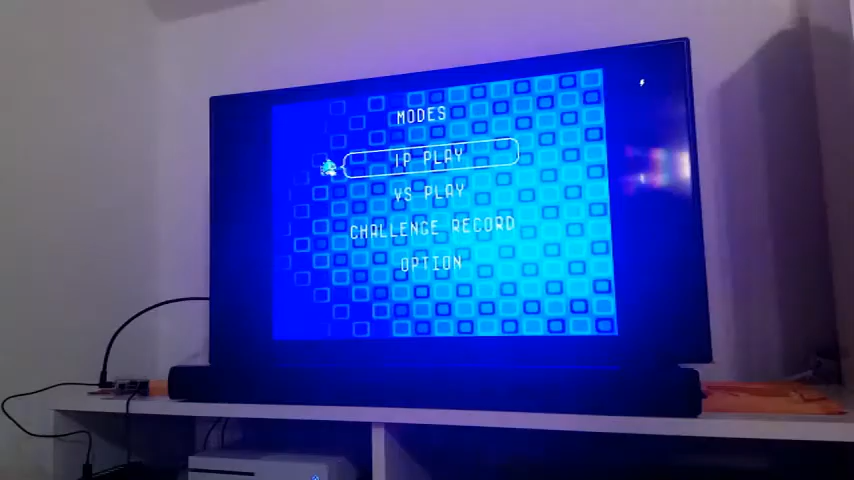 MODES
1P PLAY
VS PLAY
CHALLENGE RECORD
OPTION